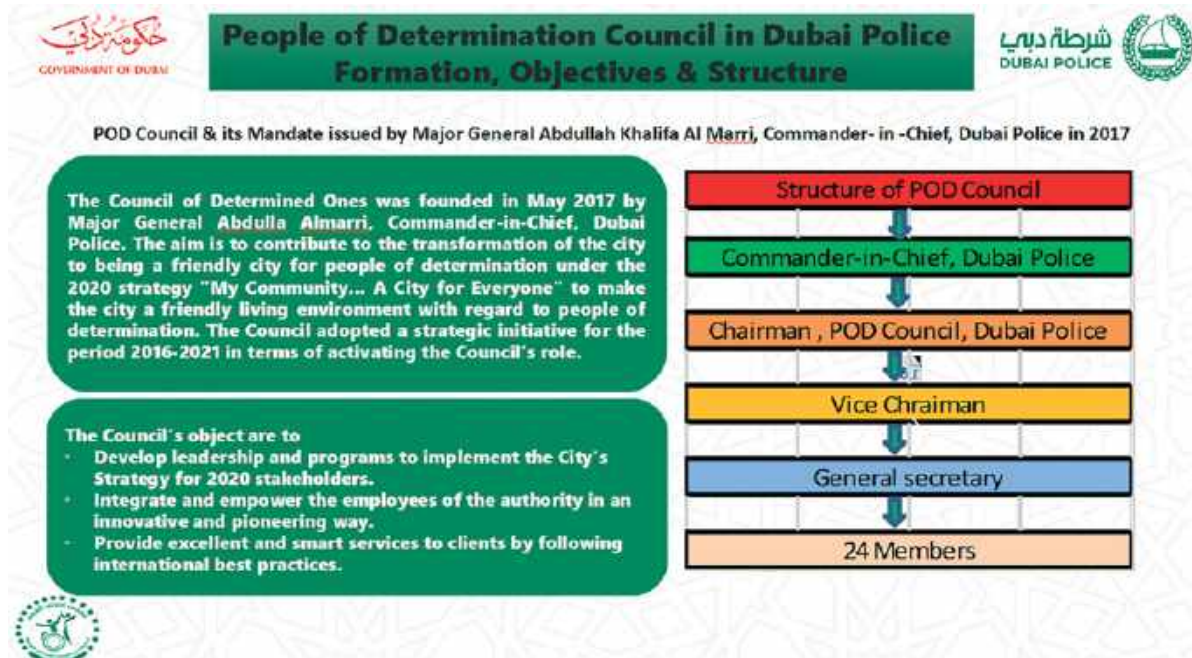 حكومة دبي
GOVERNMENT OF DUBAI
People of Determination Council in Dubai Police
Formation, Objectives & Structure
شرطة دبي
DUBAI POLICE
POD Council & its Mandate issued by Major General Abdullah Khalifa Al Marri, Commander- in -Chief, Dubai Police in 2017
The Council of Determined Ones was founded in May 2017 by
Major General Abdulla Almarri, Commander-in-Chief, Dubai
Police. The aim is to contribute to the transformation of the city
to being a friendly city for people of determination under the
2020 strategy "My Community... A City for Everyone" to make
the city a friendly living environment with regard to people of
determination. The Council adopted a strategic initiative for the
period 2016-2021 in terms of activating the Council's role.
The Council's object are to
- Develop leadership and programs to implement the City's
Strategy for 2020 stakeholders.
- Integrate and empower the employees of the authority in an
innovative and pioneering way.
- Provide excellent and smart services to clients by following
international best practices.
Structure of POD Council
Commander-in-Chief, Dubai Police
Chairman , POD Council, Dubai Police
Vice Chraiman
General secretary
24 Members